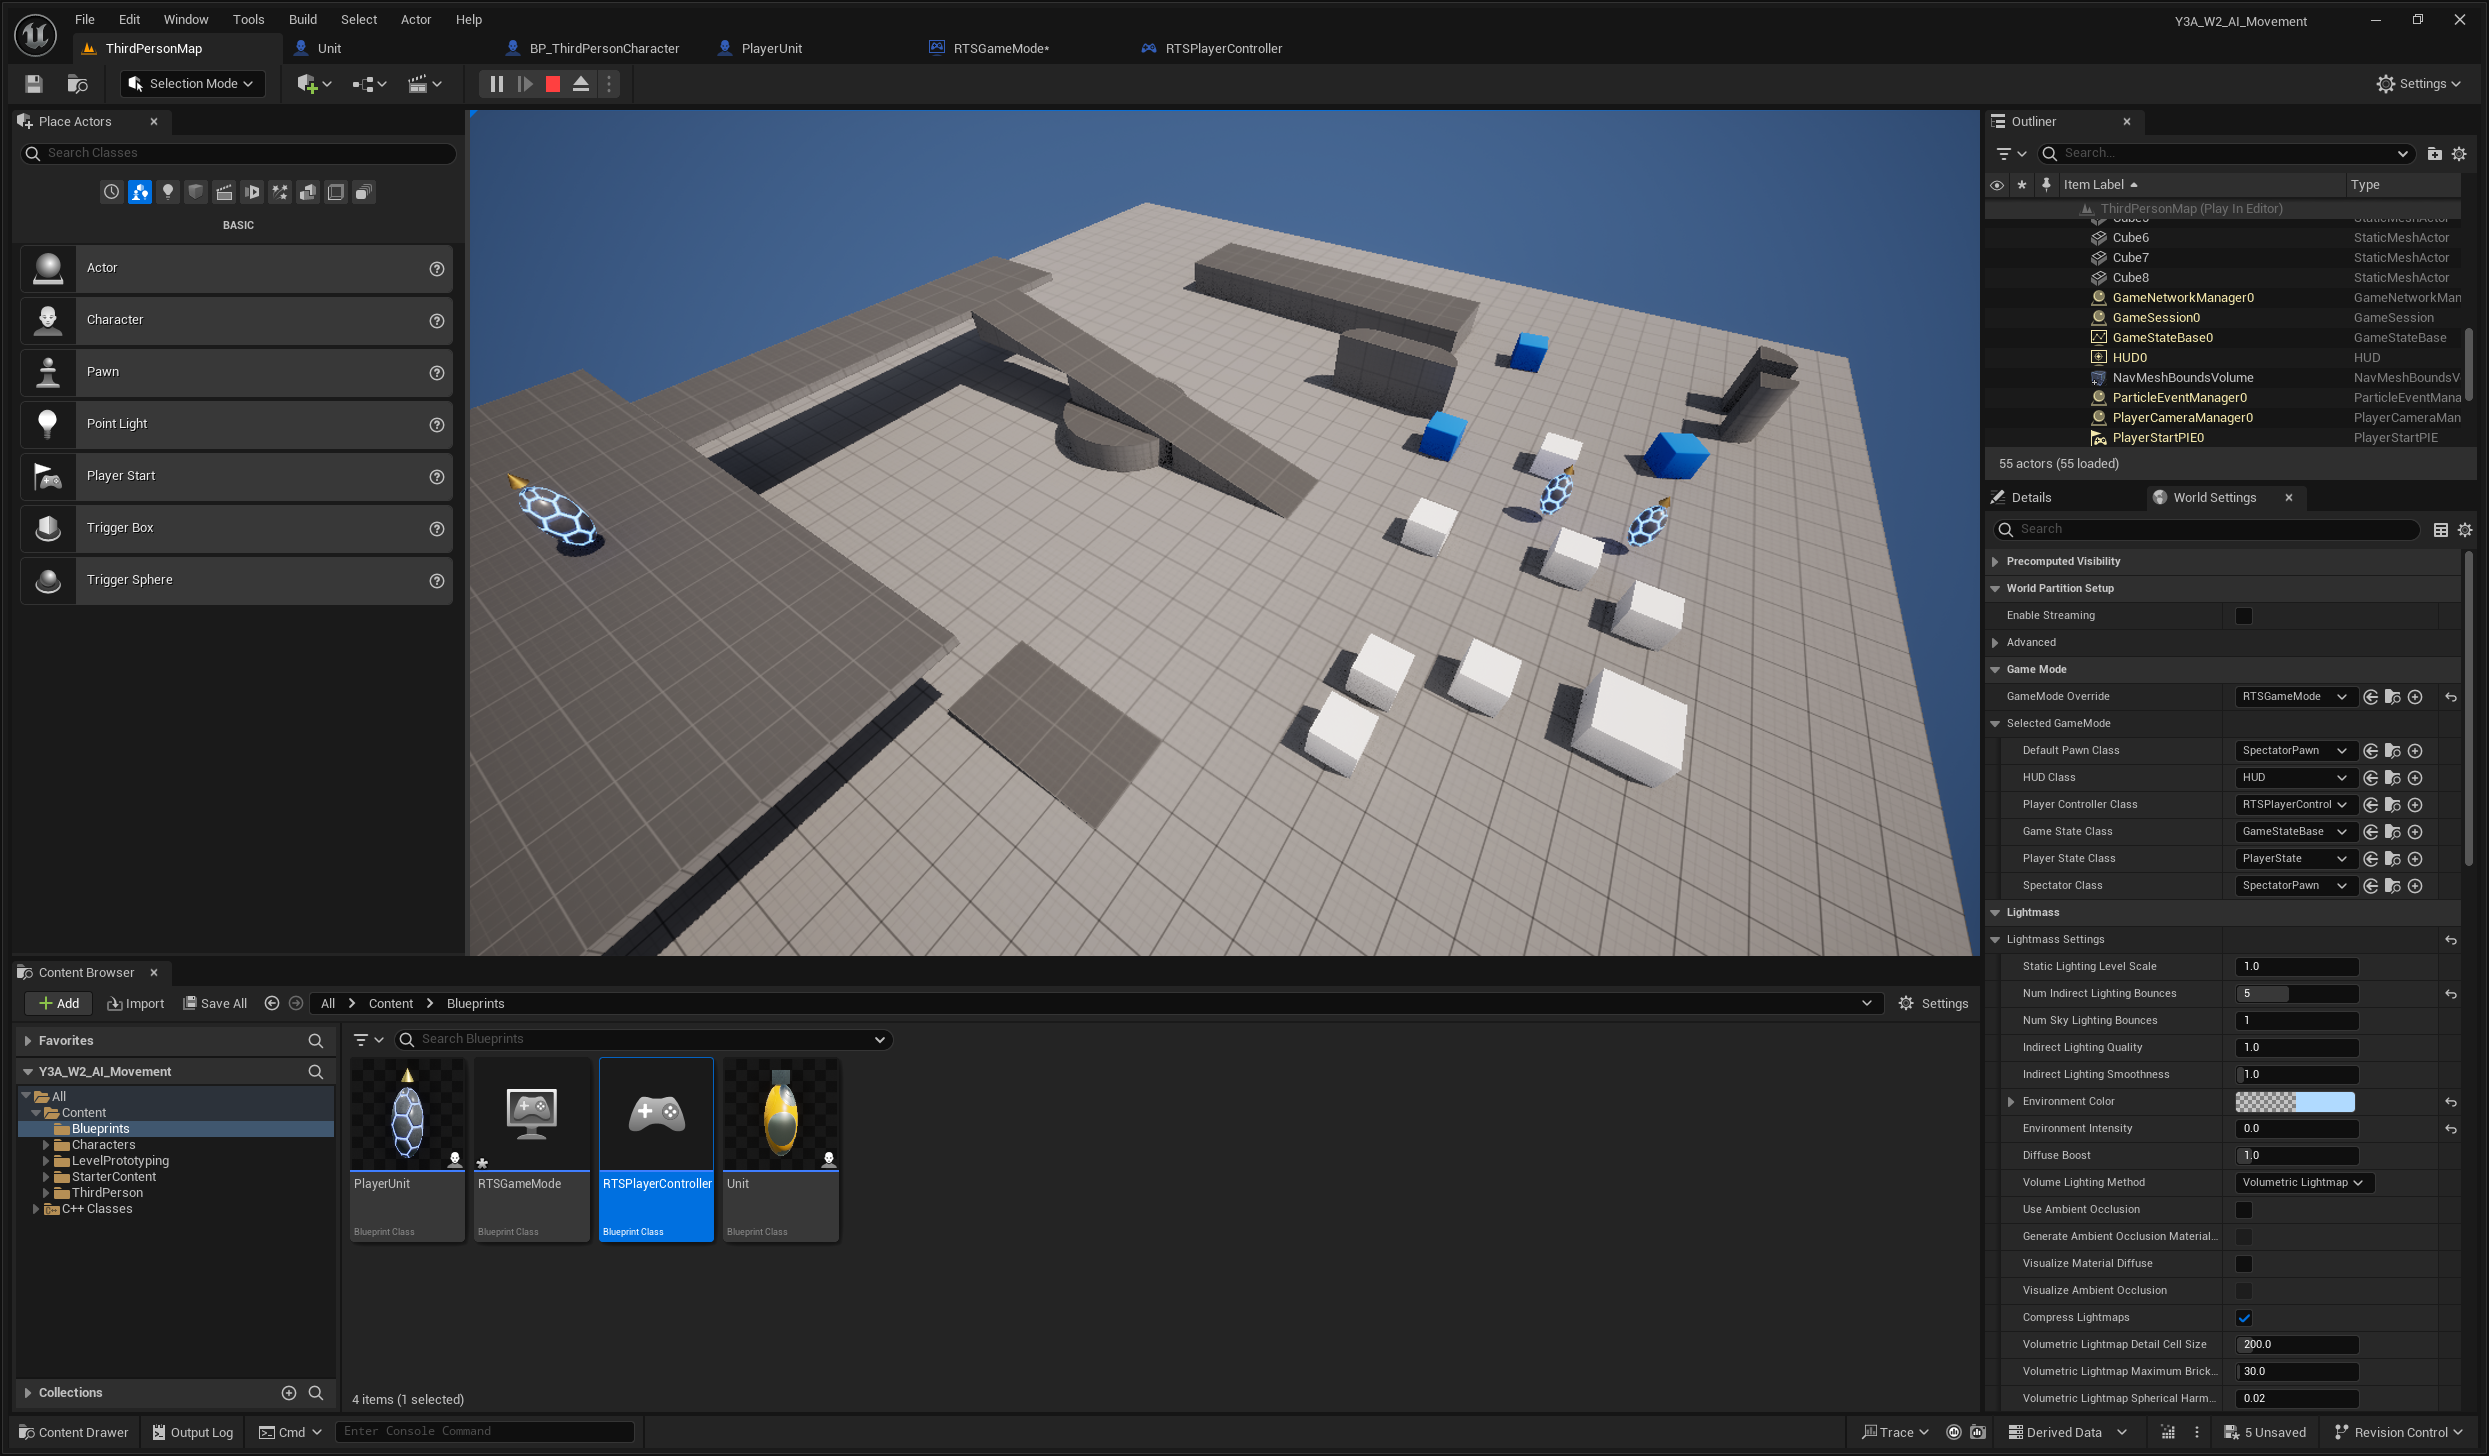 File Edit Window Tools Build Select Actor Help
Y3A_W2_AI_Movement
ThirdPersonMap
Unit
BP_ThirdPersonCharacter
PlayerUnit
RTSGameMode*
RTSPlayerController
Selection Mode
Settings
Place Actors
Search Classes
BASIC
Actor
Character
Pawn
Point Light
Player Start
Trigger Box
Trigger Sphere
Outliner
Search...
Item Label
Type
ThirdPersonMap (Play In Editor)
Cube6 StaticMeshActor
Cube7 StaticMeshActor
Cube8 StaticMeshActor
GameNetworkManager0 GameNetworkMan
GameSession0 GameSession
GameStateBase0 GameStateBase
HUD0 HUD
NavMeshBoundsVolume NavMeshBoundsV
ParticleEventManager0 ParticleEventMana
PlayerCameraManager0 PlayerCameraMan
PlayerStartPIE0 PlayerStartPIE
55 actors (55 loaded)
Details
World Settings
Search
Precomputed Visibility
World Partition Setup
Enable Streaming
Advanced
Game Mode
GameMode Override RTSGameMode
Selected GameMode
Default Pawn Class SpectatorPawn
HUD Class HUD
Player Controller Class RTSPlayerControl
Game State Class GameStateBase
Player State Class PlayerState
Spectator Class SpectatorPawn
Lightmass
Lightmass Settings
Static Lighting Level Scale 1.0
Num Indirect Lighting Bounces 5
Num Sky Lighting Bounces 1
Indirect Lighting Quality 1.0
Indirect Lighting Smoothness 1.0
Environment Color
Environment Intensity 0.0
Diffuse Boost 1.0
Volume Lighting Method Volumetric Lightmap
Use Ambient Occlusion
Generate Ambient Occlusion Material...
Visualize Material Diffuse
Visualize Ambient Occlusion
Compress Lightmaps
Volumetric Lightmap Detail Cell Size 200.0
Volumetric Lightmap Maximum Brick... 30.0
Volumetric Lightmap Spherical Harm... 0.02
Content Browser
Add
Import
Save All
All
Content
Blueprints
Settings
Favorites
Y3A_W2_AI_Movement
All
Content
Blueprints
Characters
LevelPrototyping
StarterContent
ThirdPerson
C++ Classes
Collections
Search Blueprints
PlayerUnit
Blueprint Class
RTSGameMode
Blueprint Class
RTSPlayerController
Blueprint Class
Unit
Blueprint Class
4 items (1 selected)
Content Drawer
Output Log
Cmd
Enter Console Command
Trace
Derived Data
5 Unsaved
Revision Control